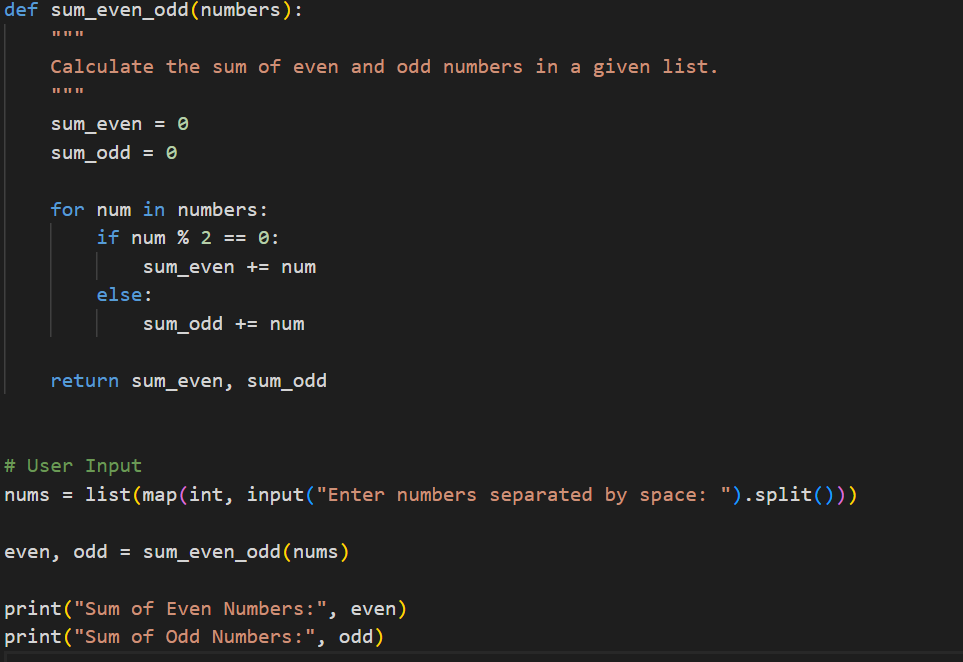 def sum_even_odd(numbers):
    """
    Calculate the sum of even and odd numbers in a given list.
    """
    sum_even = 0
    sum_odd = 0

    for num in numbers:
        if num % 2 == 0:
            sum_even += num
        else:
            sum_odd += num

    return sum_even, sum_odd


# User Input
nums = list(map(int, input("Enter numbers separated by space: ").split()))

even, odd = sum_even_odd(nums)

print("Sum of Even Numbers:", even)
print("Sum of Odd Numbers:", odd)